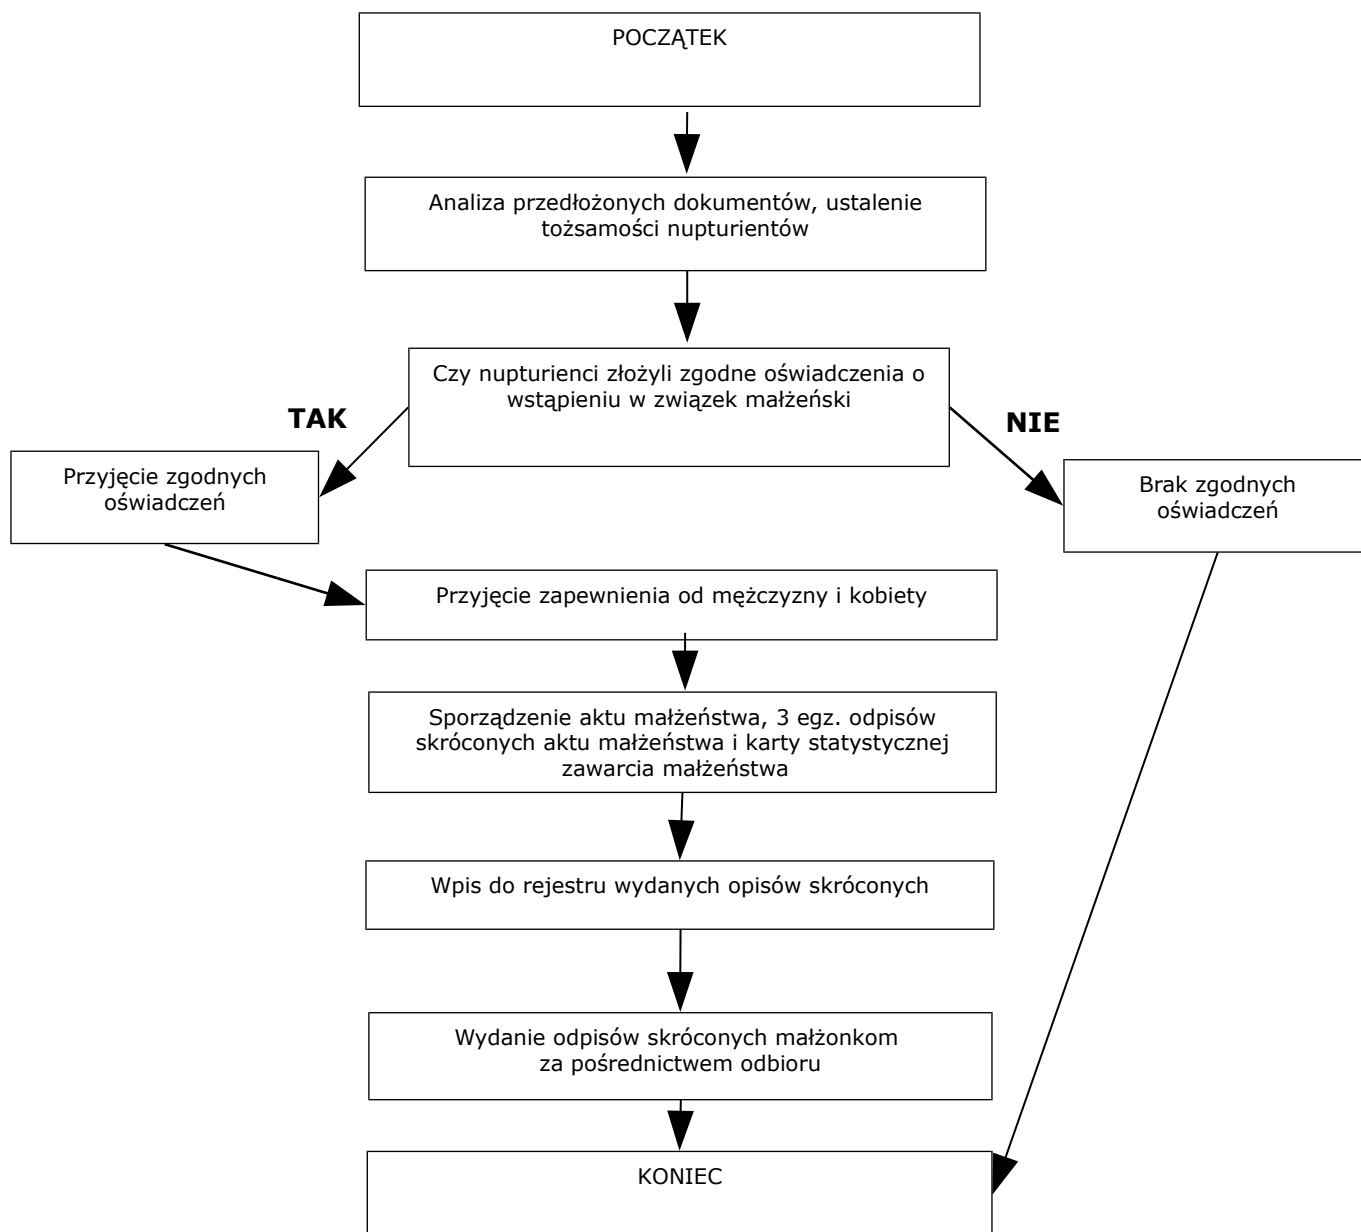 POCZĄTEK
Analiza przedłożonych dokumentów, ustalenie
tożsamości nupturientów
Czy nupturienci złożyli zgodne oświadczenia o
wstąpieniu w związek małżeński
TAK
NIE
Przyjęcie zgodnych
oświadczeń
Brak zgodnych
oświadczeń
Przyjęcie zapewnienia od mężczyzny i kobiety
Sporządzenie aktu małżeństwa, 3 egz. odpisów
skróconych aktu małżeństwa i karty statystycznej
zawarcia małżeństwa
Wpis do rejestru wydanych opisów skróconych
Wydanie odpisów skróconych małżonkom
za pośrednictwem odbioru
KONIEC